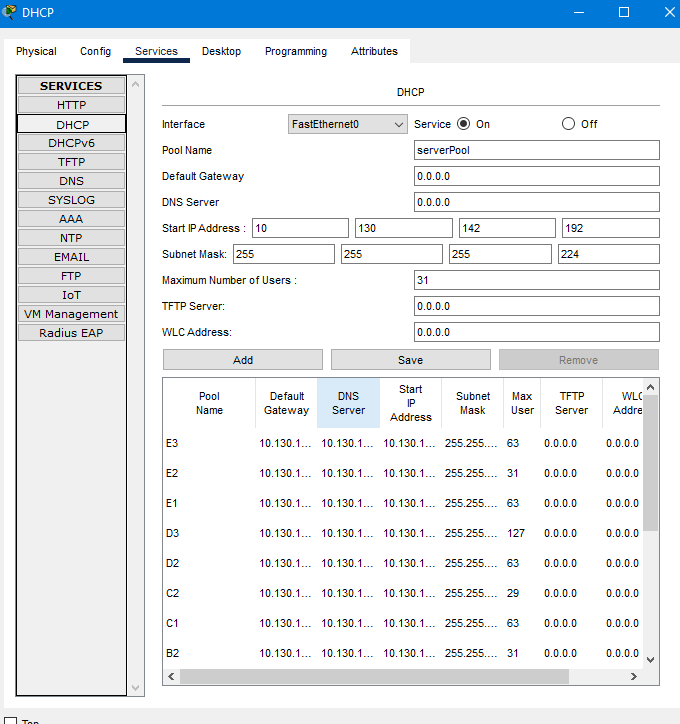 DHCP
Physical Config Services Desktop Programming Attributes
SERVICES
HTTP
DHCP
DHCPv6
TFTP
DNS
SYSLOG
AAA
NTP
EMAIL
FTP
IoT
VM Management
Radius EAP
DHCP
Interface FastEthernet0 Service On Off
Pool Name serverPool
Default Gateway 0.0.0.0
DNS Server 0.0.0.0
Start IP Address : 10 130 142 192
Subnet Mask: 255 255 255 224
Maximum Number of Users : 31
TFTP Server: 0.0.0.0
WLC Address: 0.0.0.0
Add Save Remove
Pool Name Default Gateway DNS Server Start IP Address Subnet Mask Max User TFTP Server WLC Addre
E3 10.130.1... 10.130.1... 10.130.1... 255.255.... 63 0.0.0.0 0.0.0.0
E2 10.130.1... 10.130.1... 10.130.1... 255.255.... 31 0.0.0.0 0.0.0.0
E1 10.130.1... 10.130.1... 10.130.1... 255.255.... 63 0.0.0.0 0.0.0.0
D3 10.130.1... 10.130.1... 10.130.1... 255.255.... 127 0.0.0.0 0.0.0.0
D2 10.130.1... 10.130.1... 10.130.1... 255.255.... 63 0.0.0.0 0.0.0.0
C2 10.130.1... 10.130.1... 10.130.1... 255.255.... 29 0.0.0.0 0.0.0.0
C1 10.130.1... 10.130.1... 10.130.1... 255.255.... 63 0.0.0.0 0.0.0.0
B2 10.130.1... 10.130.1... 10.130.1... 255.255.... 31 0.0.0.0 0.0.0.0